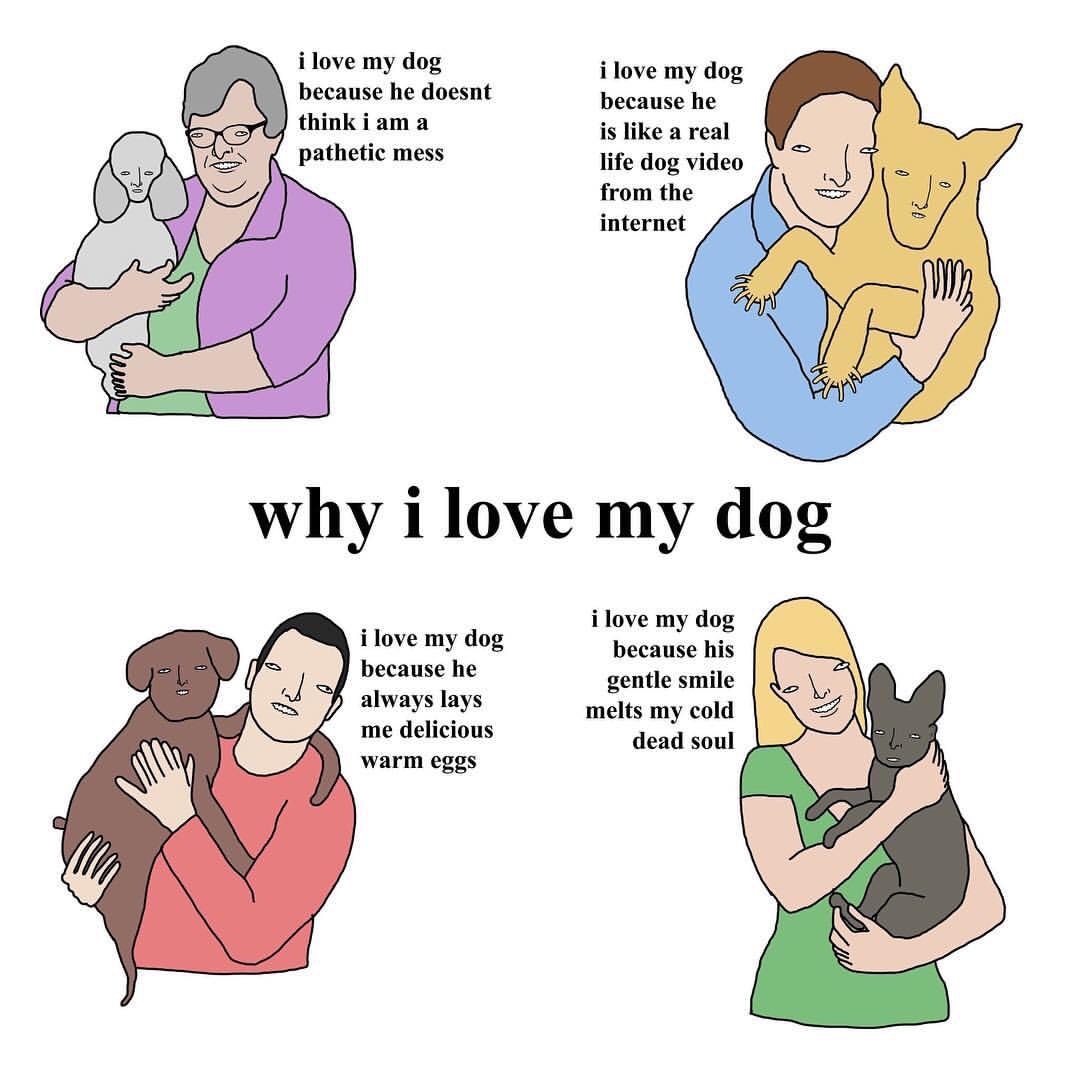 i love my dog
because he doesnt
think i am a
pathetic mess
i love my dog
because he
is like a real
life dog video
from the
internet
why i love my dog
i love my dog
because he
always lays
me delicious
warm eggs
i love my dog
because his
gentle smile
melts my cold
dead soul